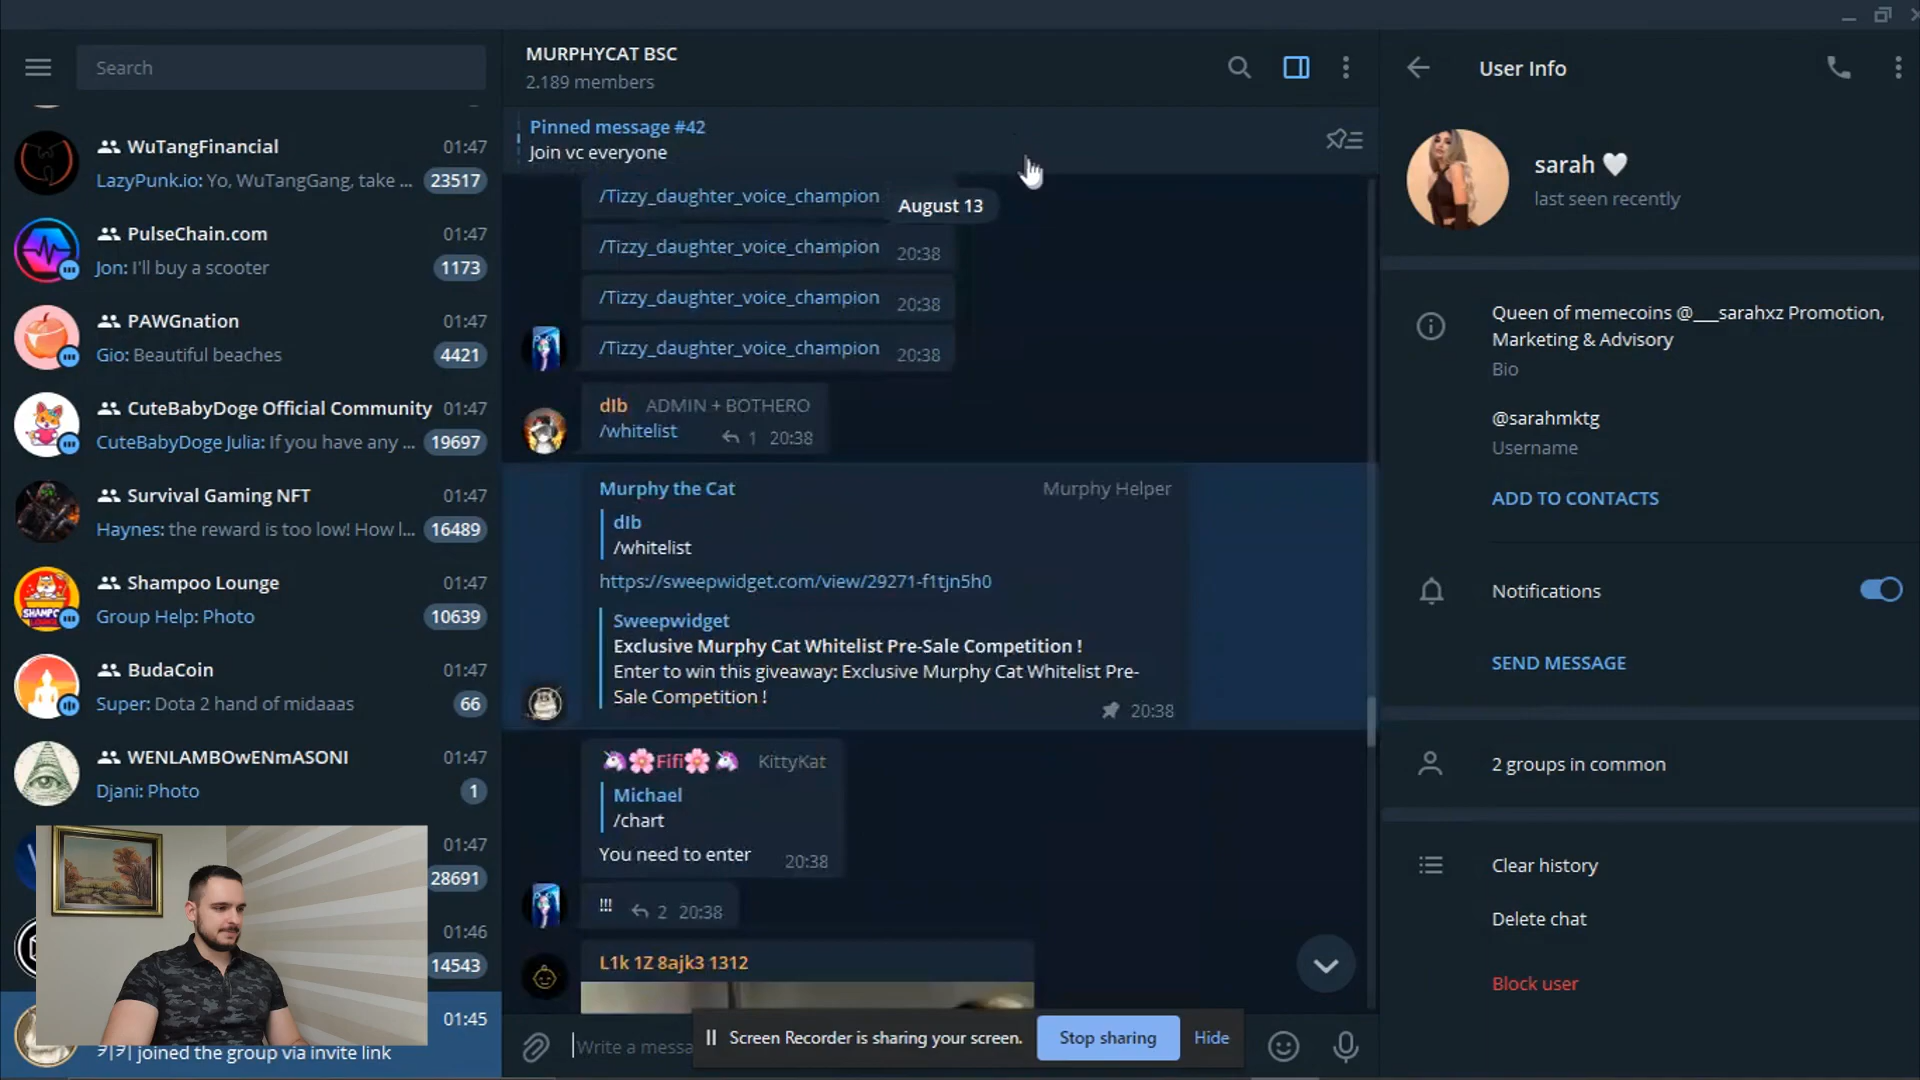 Search
WuTangFinancial 01:47
LazyPunk.io: Yo, WuTangGang, take ... 23517
PulseChain.com 01:47
Jon: I'll buy a scooter 1173
PAWGnation 01:47
Gio: Beautiful beaches 4421
CuteBabyDoge Official Community 01:47
CuteBabyDoge Julia: If you have any ... 19697
Survival Gaming NFT 01:47
Haynes: the reward is too low! How l... 16489
Shampoo Lounge 01:47
Group Help: Photo 10639
BudaCoin 01:47
Super: Dota 2 hand of midaaas 66
WENLAMBOwENmASONI 01:47
Djani: Photo 1
01:47
28691
01:46
14543
01:45
키키 joined the group via invite link
MURPHYCAT BSC
2.189 members
Pinned message #42
Join vc everyone
/Tizzy_daughter_voice_champion
August 13
/Tizzy_daughter_voice_champion 20:38
/Tizzy_daughter_voice_champion 20:38
/Tizzy_daughter_voice_champion 20:38
dIb ADMIN + BOTHERO
/whitelist 1 20:38
Murphy the Cat Murphy Helper
dIb
/whitelist
https://sweepwidget.com/view/29271-f1tjn5h0
Sweepwidget
Exclusive Murphy Cat Whitelist Pre-Sale Competition !
Enter to win this giveaway: Exclusive Murphy Cat Whitelist Pre-
Sale Competition !
20:38
🦄🌸Fifi🌸🦄 KittyKat
Michael
/chart
You need to enter 20:38
!!! 2 20:38
L1k 1Z 8ajk3 1312
Write a messa
Screen Recorder is sharing your screen. Stop sharing Hide
User Info
sarah 🤍
last seen recently
Queen of memecoins @___sarahxz Promotion,
Marketing & Advisory
Bio
@sarahmktg
Username
ADD TO CONTACTS
Notifications
SEND MESSAGE
2 groups in common
Clear history
Delete chat
Block user